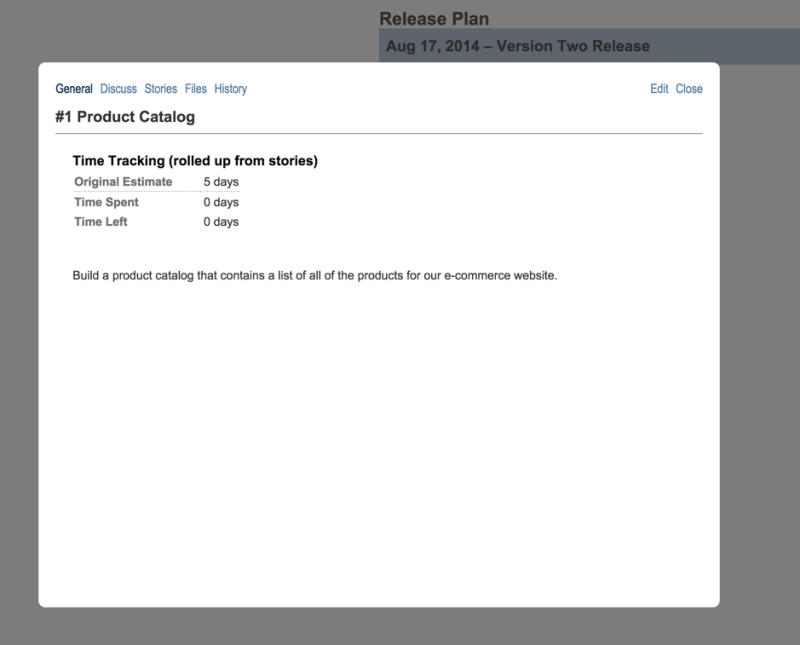 Release Plan
Aug 17, 2014 – Version Two Release
General Discuss Stories Files History Edit Close
#1 Product Catalog
Time Tracking (rolled up from stories)
Original Estimate 5 days
Time Spent 0 days
Time Left 0 days
Build a product catalog that contains a list of all of the products for our e-commerce website.